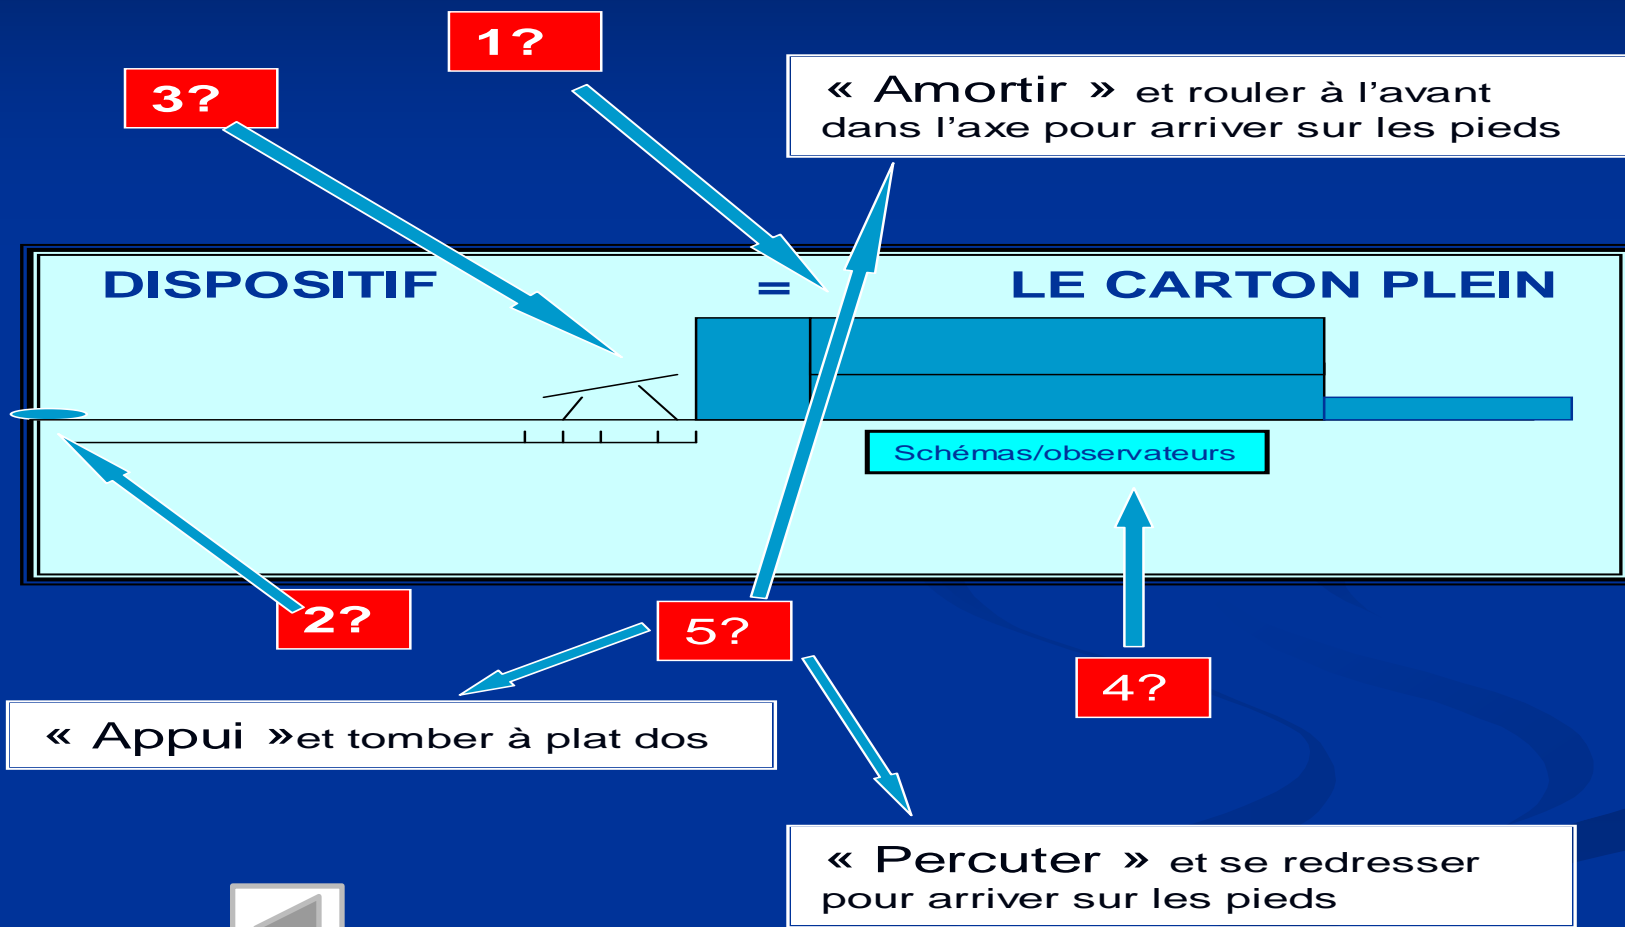 1?
3?
« Amortir » et rouler à l’avant
dans l’axe pour arriver sur les pieds
DISPOSITIF = LE CARTON PLEIN
Schémas/observateurs
2?
5?
4?
« Appui »et tomber à plat dos
« Percuter » et se redresser
pour arriver sur les pieds